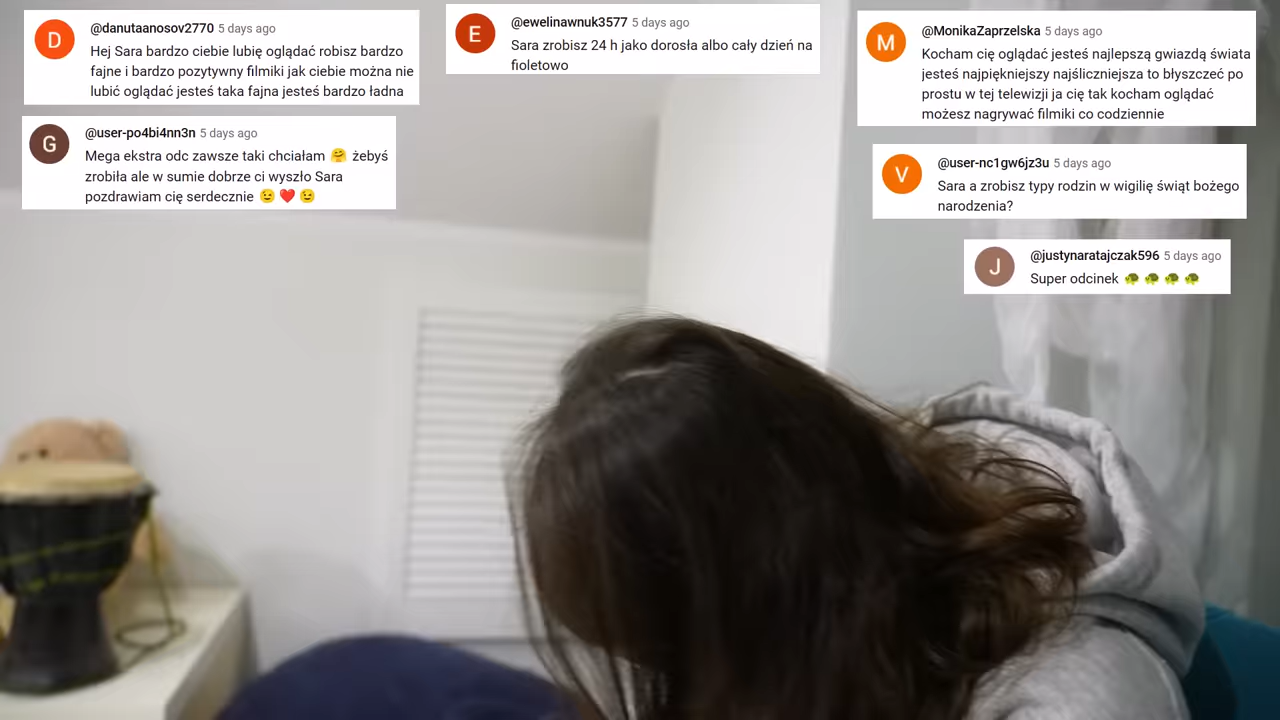 @danutaanosov2770 5 days ago
Hej Sara bardzo ciebie lubię oglądać robisz bardzo
fajne i bardzo pozytywny filmiki jak ciebie można nie
lubić oglądać jesteś taka fajna jesteś bardzo ładna
D
@user-po4bi4nn3n 5 days ago
Mega ekstra odc zawsze taki chciałam 🤗 żebyś
zrobiła ale w sumie dobrze ci wyszło Sara
pozdrawiam cię serdecznie 😉 ❤️ 😉
G
@ewelinawnuk3577 5 days ago
Sara zrobisz 24 h jako dorosła albo cały dzień na
fioletowo
E
@MonikaZaprzelska 5 days ago
Kocham cię oglądać jesteś najlepszą gwiazdą świata
jesteś najpiękniejszy najśliczniejsza to błyszczeć po
prostu w tej telewizji ja cię tak kocham oglądać
możesz nagrywać filmiki co codziennie
M
@user-nc1gw6jz3u 5 days ago
Sara a zrobisz typy rodzin w wigilię świąt bożego
narodzenia?
V
@justynaratajczak596 5 days ago
Super odcinek 🐢 🐢 🐢 🐢
J